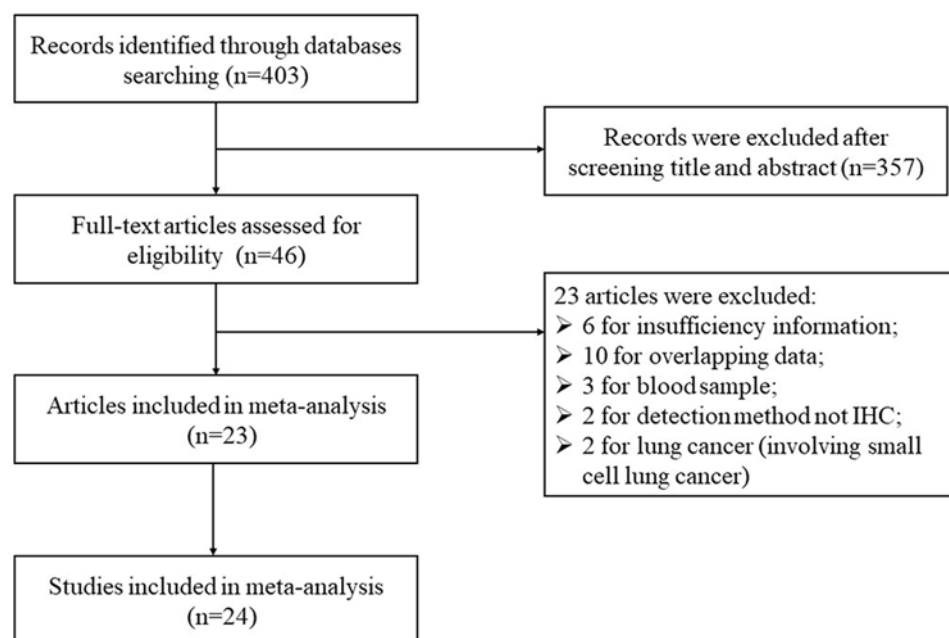 Records identified through databases
searching (n=403)
Records were excluded after
screening title and abstract (n=357)
Full-text articles assessed for
eligibility (n=46)
23 articles were excluded:
➢ 6 for insufficiency information;
➢ 10 for overlapping data;
➢ 3 for blood sample;
➢ 2 for detection method not IHC;
➢ 2 for lung cancer (involving small
cell lung cancer)
Articles included in meta-analysis
(n=23)
Studies included in meta-analysis
(n=24)